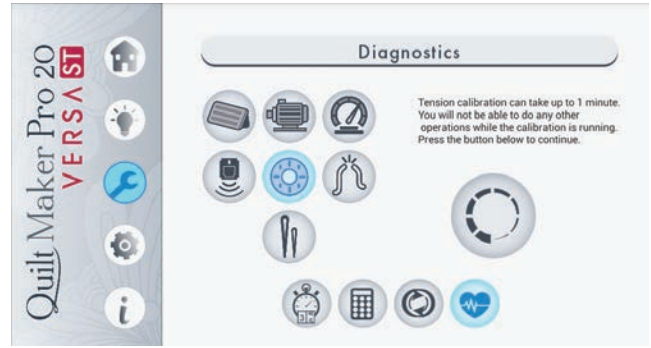 Quilt Maker Pro 20
VERSA ST
Diagnostics
Tension calibration can take up to 1 minute.
You will not be able to do any other
operations while the calibration is running.
Press the button below to continue.
i